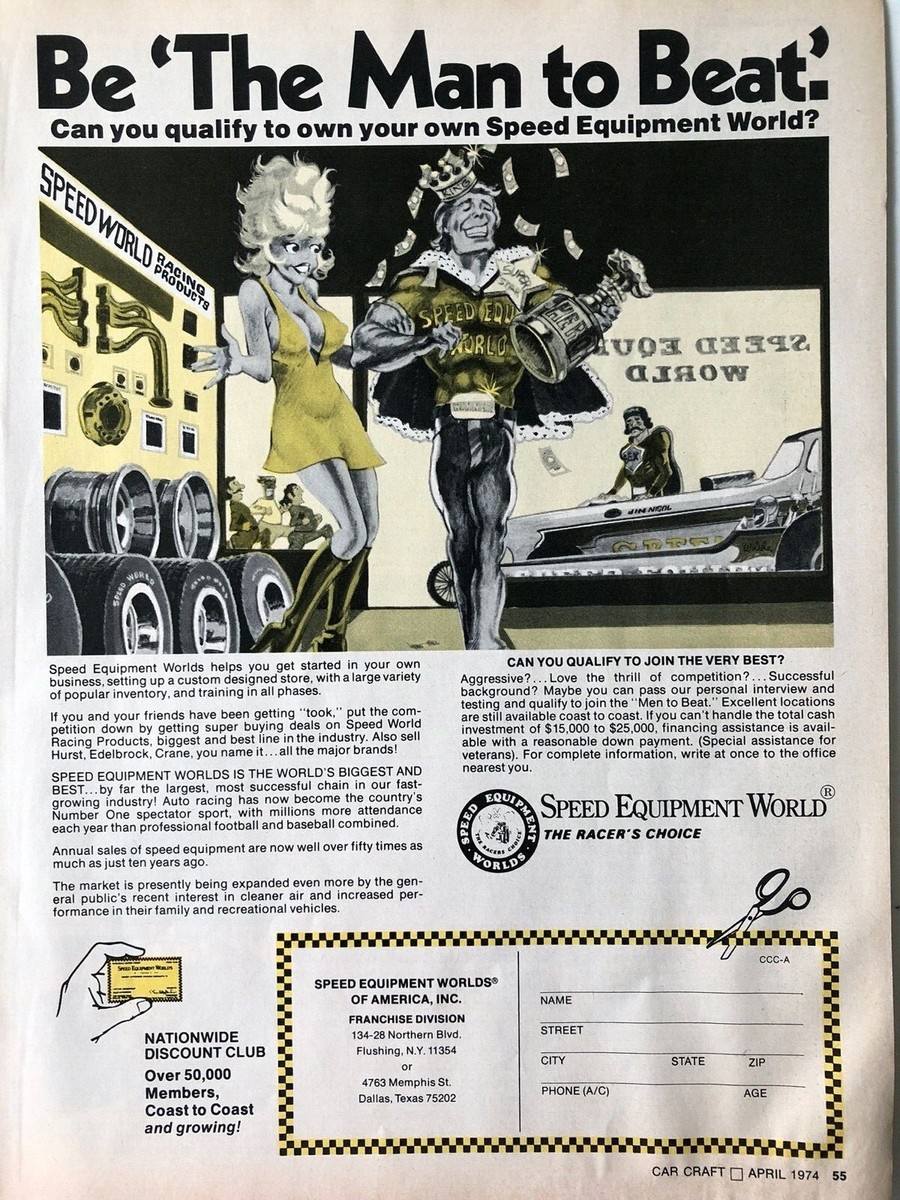 Be 'The Man to Beat'.
Can you qualify to own your own Speed Equipment World?
SPEED WORLD RACING
PRODUCTS
KING
SUPER
STAR
SPEED EQU
WORLD
SPEED EQUI
WORLD
JIM NICOL
SPEED WORLD
Speed Equipment Worlds helps you get started in your own
business, setting up a custom designed store, with a large variety
of popular inventory, and training in all phases.
If you and your friends have been getting "took," put the com-
petition down by getting super buying deals on Speed World
Racing Products, biggest and best line in the industry. Also sell
Hurst, Edelbrock, Crane, you name it...all the major brands!
SPEED EQUIPMENT WORLDS IS THE WORLD'S BIGGEST AND
BEST...by far the largest, most successful chain in our fast-
growing industry! Auto racing has now become the country's
Number One spectator sport, with millions more attendance
each year than professional football and baseball combined.
Annual sales of speed equipment are now well over fifty times as
much as just ten years ago.
The market is presently being expanded even more by the gen-
eral public's recent interest in cleaner air and increased per-
formance in their family and recreational vehicles.
CAN YOU QUALIFY TO JOIN THE VERY BEST?
Aggressive?...Love the thrill of competition?...Successful
background? Maybe you can pass our personal interview and
testing and qualify to join the "Men to Beat." Excellent locations
are still available coast to coast. If you can't handle the total cash
investment of $15,000 to $25,000, financing assistance is avail-
able with a reasonable down payment. (Special assistance for
veterans). For complete information, write at once to the office
nearest you.
SPEED EQUIPMENT
WORLDS
THE RACERS CHOICE
SPEED EQUIPMENT WORLD®
THE RACER'S CHOICE
SPEED EQUIPMENT WORLDS
NATIONWIDE
DISCOUNT CLUB
Over 50,000
Members,
Coast to Coast
and growing!
SPEED EQUIPMENT WORLDS®
OF AMERICA, INC.
FRANCHISE DIVISION
134-28 Northern Blvd.
Flushing, N.Y. 11354
or
4763 Memphis St.
Dallas, Texas 75202
CCC-A
NAME
STREET
CITY STATE ZIP
PHONE (A/C) AGE
CAR CRAFT □ APRIL 1974 55